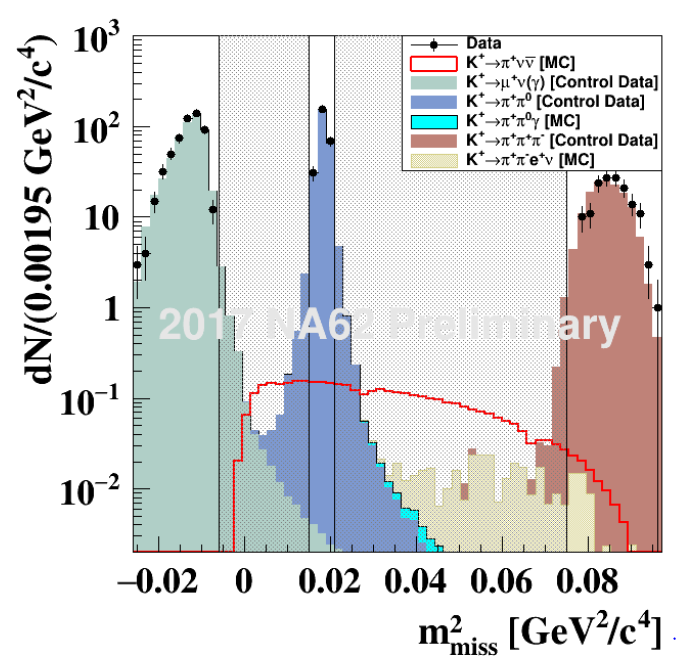 dN/(0.00195 GeV²/c⁴)
10³
10²
10
1
10⁻¹
10⁻²
Data
K⁺→π⁺νν̅ [MC]
K⁺→μ⁺ν(γ) [Control Data]
K⁺→π⁺π⁰ [Control Data]
K⁺→π⁺π⁰γ [MC]
K⁺→π⁺π⁺π⁻ [Control Data]
K⁺→π⁺π⁻e⁺ν [MC]
2017 NA62 Preliminary
−0.02 0 0.02 0.04 0.06 0.08
m²miss [GeV²/c⁴]